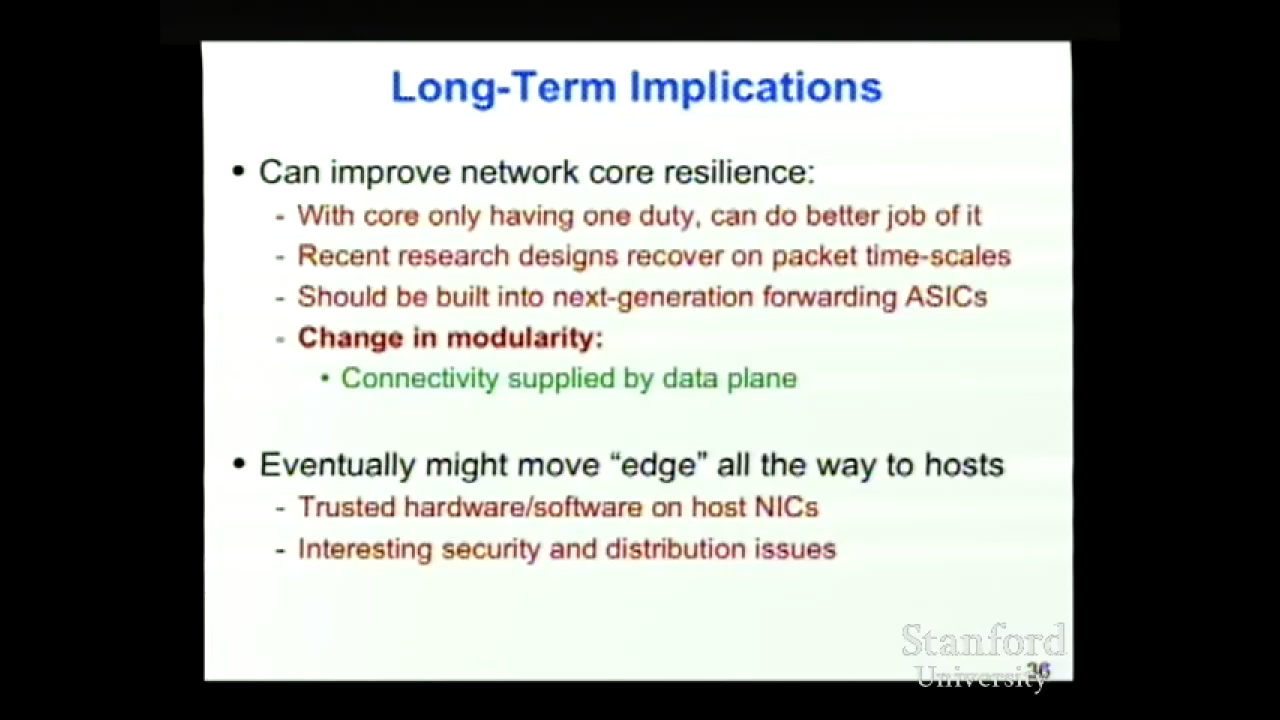 Long-Term Implications
• Can improve network core resilience:
- With core only having one duty, can do better job of it
- Recent research designs recover on packet time-scales
- Should be built into next-generation forwarding ASICs
- Change in modularity:
• Connectivity supplied by data plane
• Eventually might move “edge” all the way to hosts
- Trusted hardware/software on host NICs
- Interesting security and distribution issues
Stanford
University
36